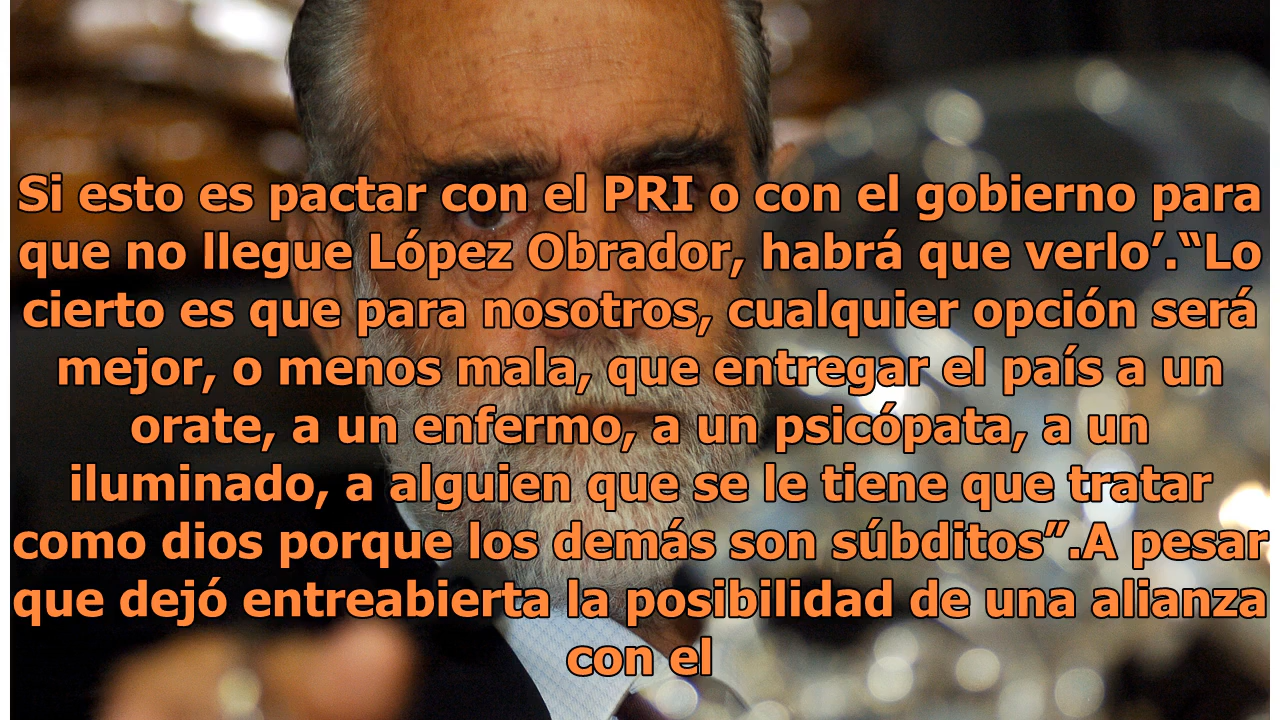 Si esto es pactar con el PRI o con el gobierno para
que no llegue López Obrador, habrá que verlo’.“Lo
cierto es que para nosotros, cualquier opción será
mejor, o menos mala, que entregar el país a un
orate, a un enfermo, a un psicópata, a un
iluminado, a alguien que se le tiene que tratar
como dios porque los demás son súbditos”.A pesar
que dejó entreabierta la posibilidad de una alianza
con el